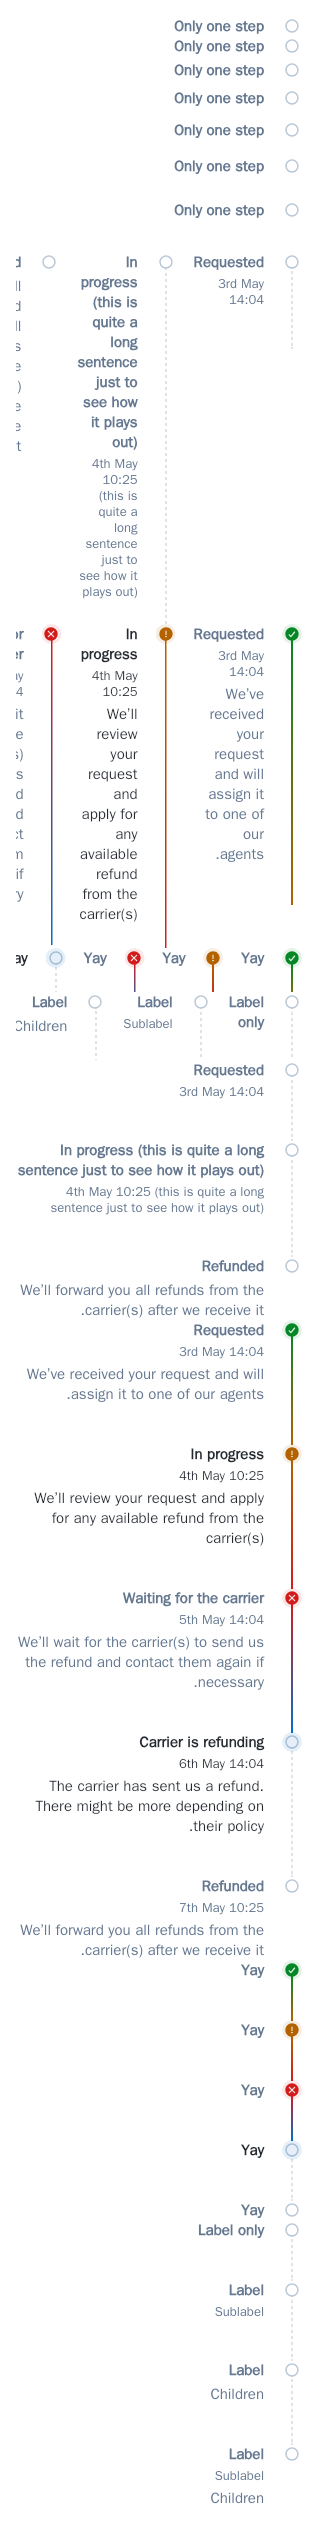 Only one step
Only one step
Only one step
Only one step
Only one step
Only one step
Only one step
Requested
3rd May
14:04
In
progress
(this is
quite a
long
sentence
just to
see how
it plays
out)
4th May
10:25
(this is
quite a
long
sentence
just to
see how it
plays out)
Requested
3rd May
14:04
We've
received
your
request
and will
assign it
to one of
our
.agents
In
progress
4th May
10:25
We'll
review
your
request
and
apply for
any
available
refund
from the
carrier(s)
Yay
Yay
Yay
Label
only
Label
Sublabel
Label
Children
Requested
3rd May 14:04
In progress (this is quite a long
sentence just to see how it plays out)
4th May 10:25 (this is quite a long
sentence just to see how it plays out)
Refunded
We'll forward you all refunds from the
.carrier(s) after we receive it
Requested
3rd May 14:04
We've received your request and will
.assign it to one of our agents
In progress
4th May 10:25
We'll review your request and apply
for any available refund from the
carrier(s)
Waiting for the carrier
5th May 14:04
We'll wait for the carrier(s) to send us
the refund and contact them again if
.necessary
Carrier is refunding
6th May 14:04
The carrier has sent us a refund.
There might be more depending on
.their policy
Refunded
7th May 10:25
We'll forward you all refunds from the
.carrier(s) after we receive it
Yay
Yay
Yay
Yay
Yay
Label only
Label
Sublabel
Label
Children
Label
Sublabel
Children